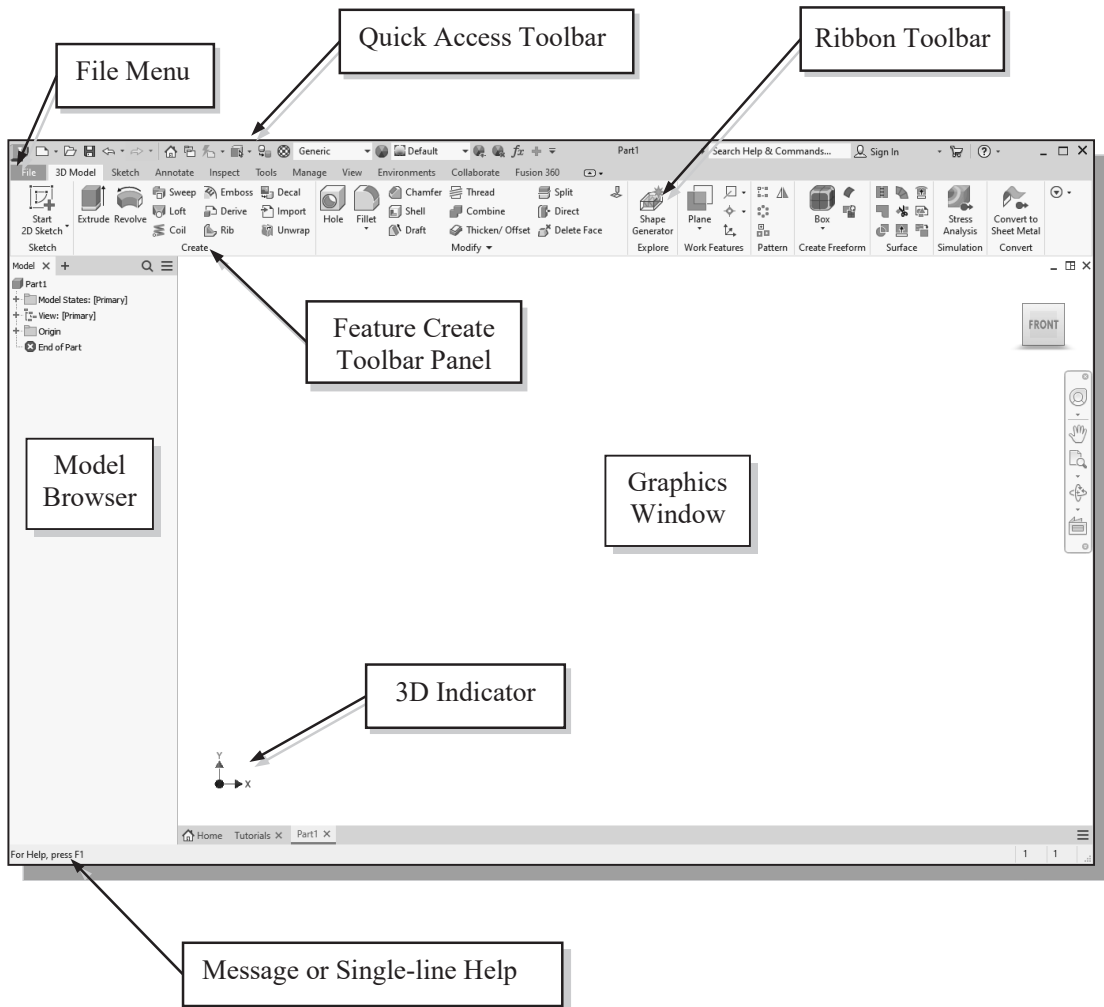 Quick Access Toolbar
Ribbon Toolbar
File Menu
Generic Default fx Part1 Search Help & Commands... Sign In
File 3D Model Sketch Annotate Inspect Tools Manage View Environments Collaborate Fusion 360
Sweep Emboss Decal Chamfer Thread Split
Start Extrude Revolve Loft Derive Import Hole Fillet Shell Combine Direct Shape Plane Box Stress Convert to
2D Sketch Coil Rib Unwrap Draft Thicken/ Offset Delete Face Generator Analysis Sheet Metal
Sketch Create Modify Explore Work Features Pattern Create Freeform Surface Simulation Convert
Model
Part1
Model States: [Primary]
View: [Primary]
Origin
End of Part
FRONT
Feature Create
Toolbar Panel
Model
Browser
Graphics
Window
3D Indicator
Y
X
Home Tutorials Part1
For Help, press F1 1 1
Message or Single-line Help